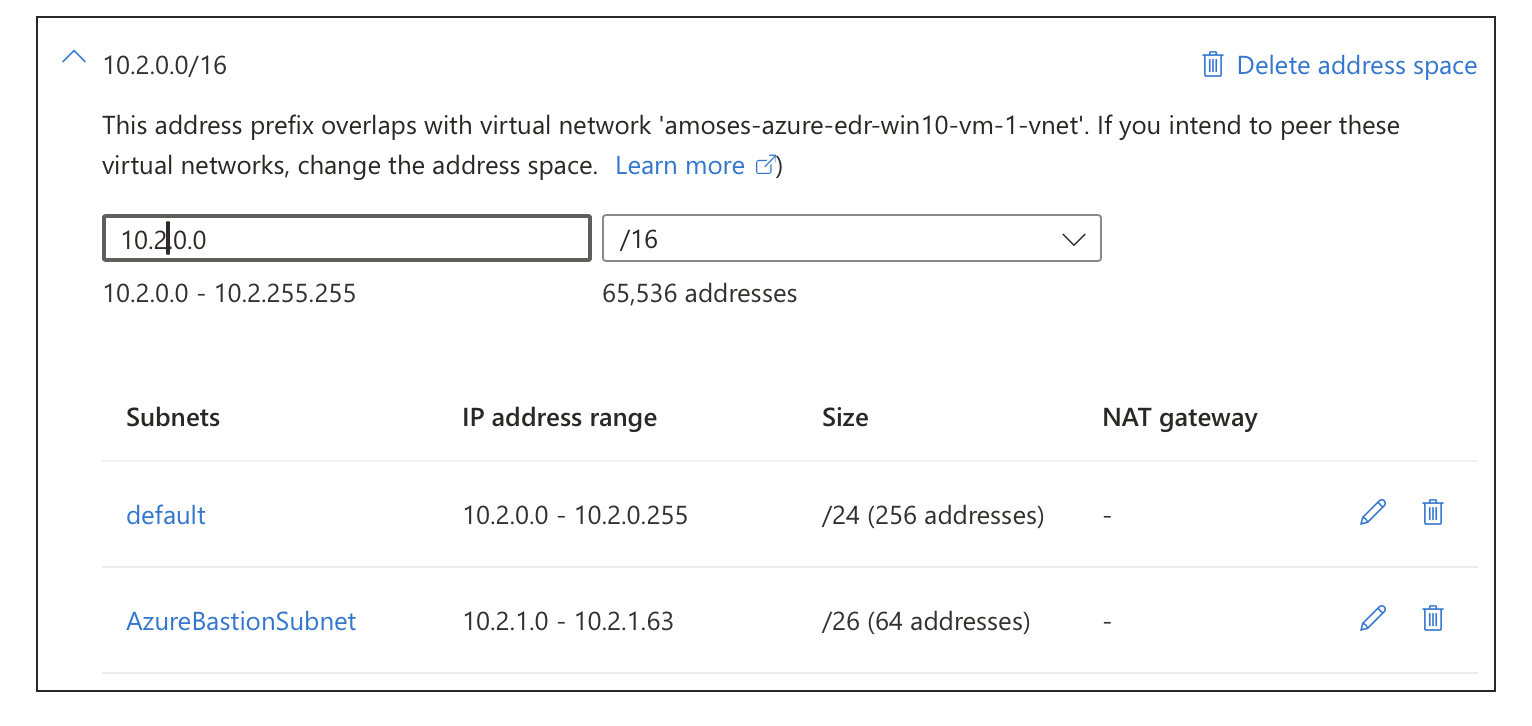 10.2.0.0/16
Delete address space
This address prefix overlaps with virtual network 'amoses-azure-edr-win10-vm-1-vnet'. If you intend to peer these
virtual networks, change the address space. Learn more )
10.2.0.0
/16
10.2.0.0 - 10.2.255.255
65,536 addresses
Subnets IP address range Size NAT gateway
default 10.2.0.0 - 10.2.0.255 /24 (256 addresses) -
AzureBastionSubnet 10.2.1.0 - 10.2.1.63 /26 (64 addresses) -